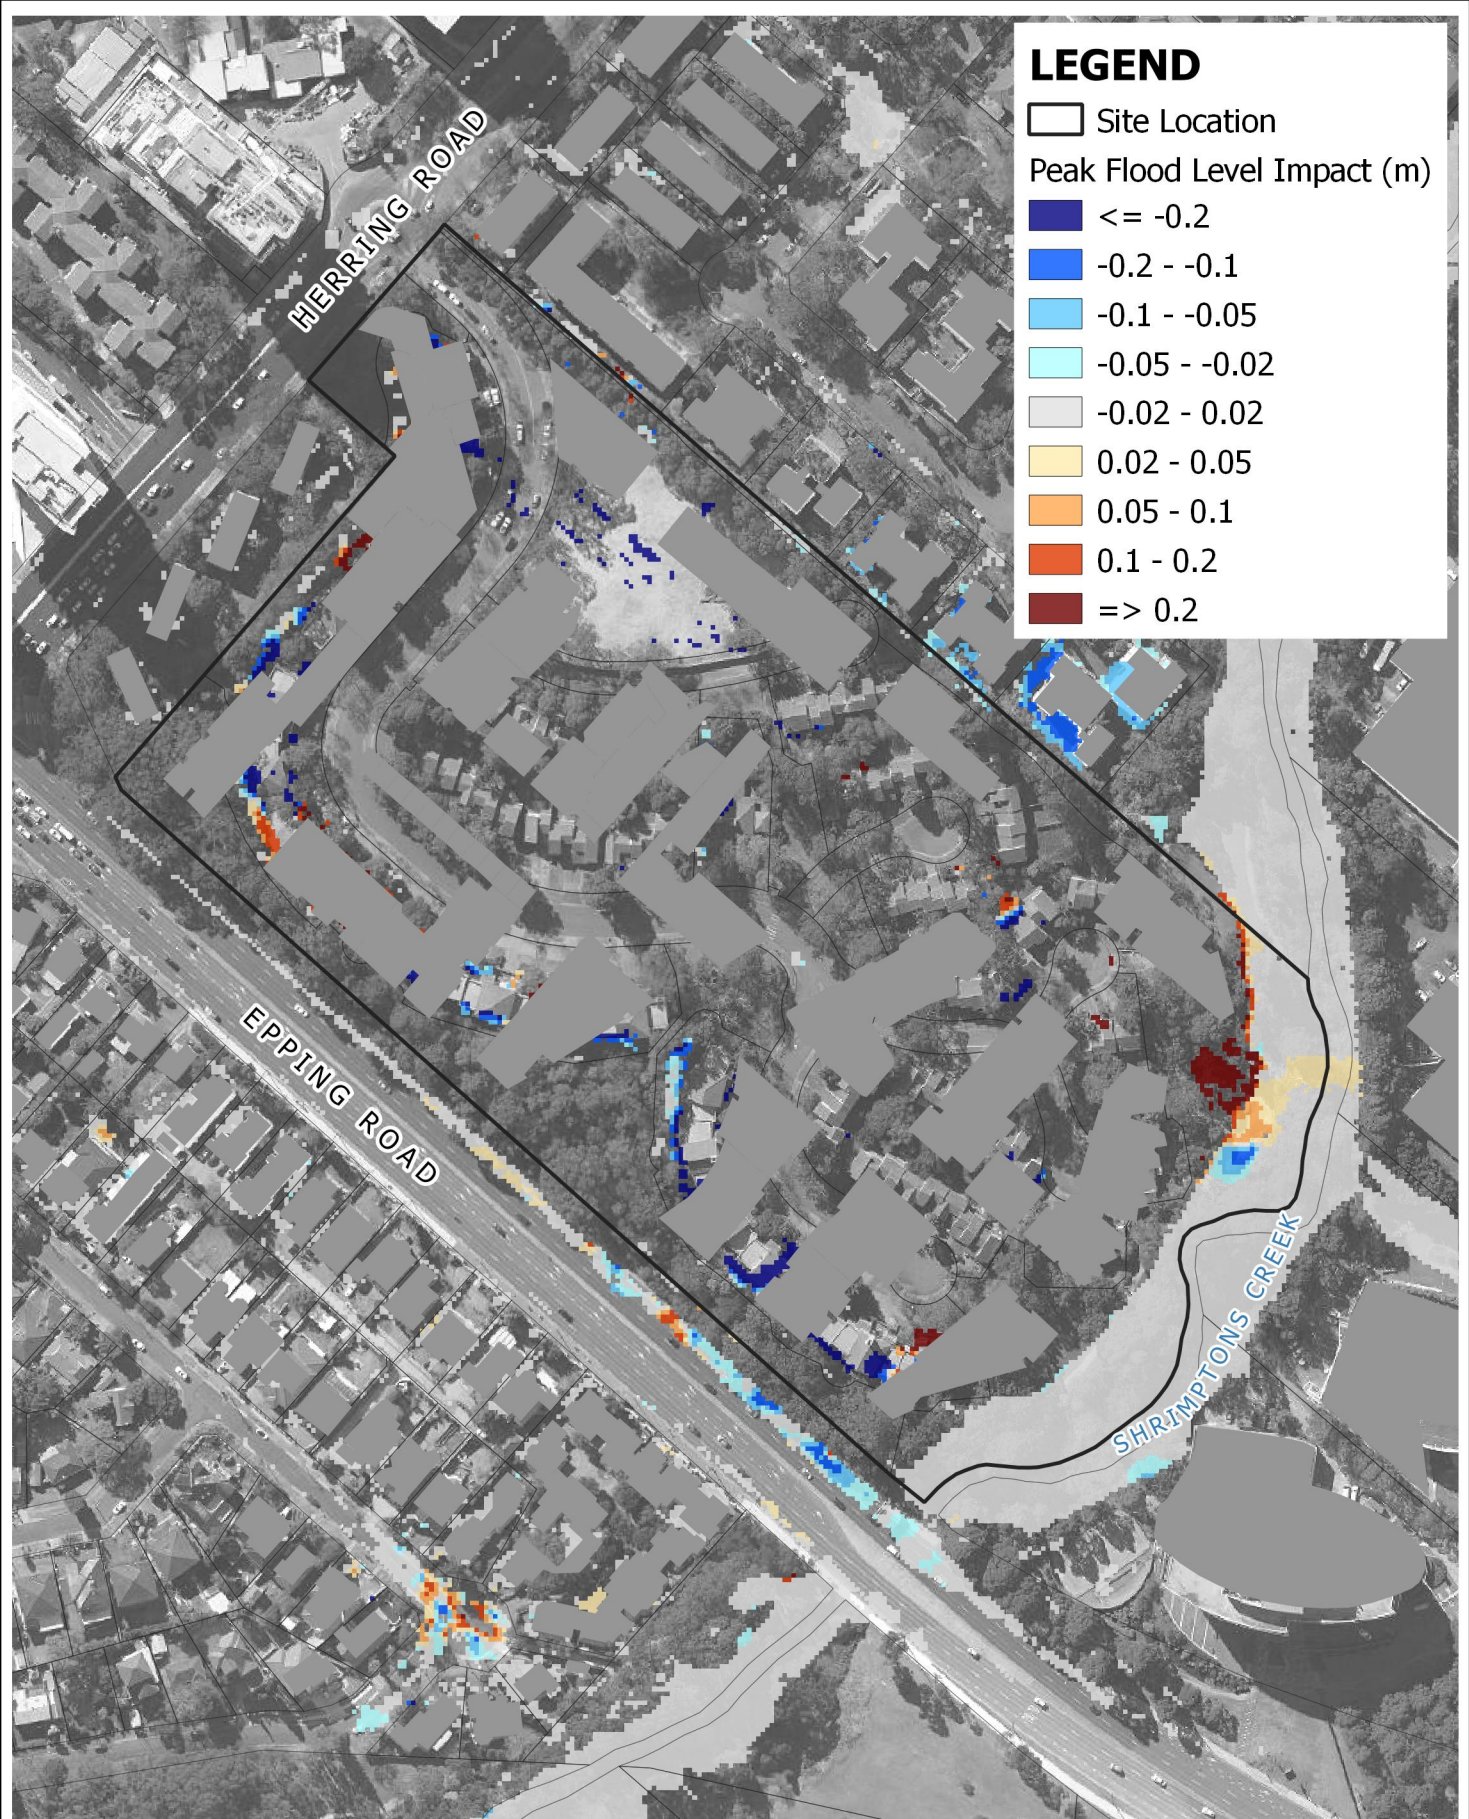 LEGEND
Site Location
Peak Flood Level Impact (m)
<= -0.2
-0.2 - -0.1
-0.1 - -0.05
-0.05 - -0.02
-0.02 - 0.02
0.02 - 0.05
0.05 - 0.1
0.1 - 0.2
=> 0.2
HERRING ROAD
EPPING ROAD
SHRIMPTONS CREEK